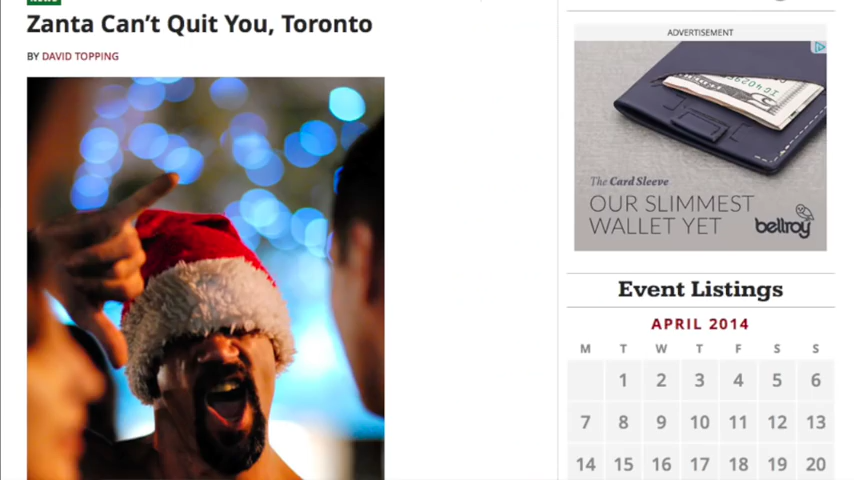 NEWS
Zanta Can't Quit You, Toronto
BY DAVID TOPPING
ADVERTISEMENT
The Card Sleeve
OUR SLIMMEST
WALLET YET
bellroy
Event Listings
APRIL 2014
M T W T F S S
1 2 3 4 5 6
7 8 9 10 11 12 13
14 15 16 17 18 19 20